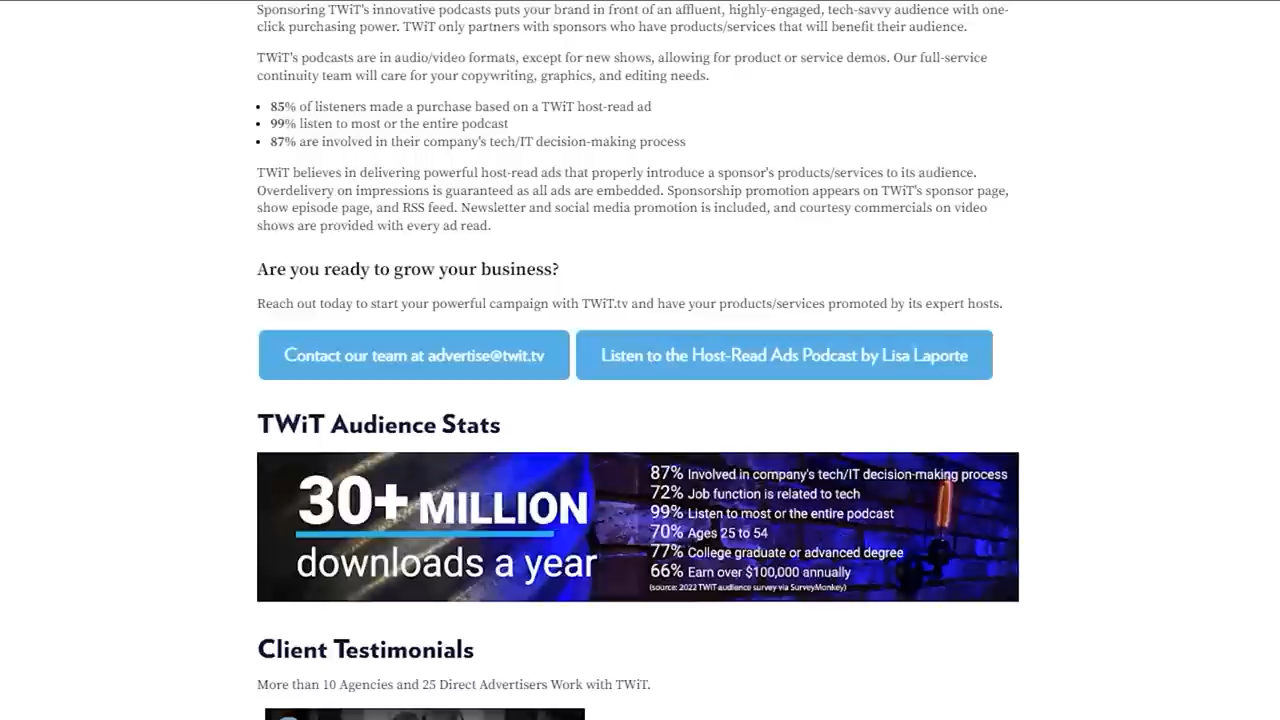 Sponsoring TWiT's innovative podcasts puts your brand in front of an affluent, highly-engaged, tech-savvy audience with one-
click purchasing power. TWiT only partners with sponsors who have products/services that will benefit their audience.
TWiT's podcasts are in audio/video formats, except for new shows, allowing for product or service demos. Our full-service
continuity team will care for your copywriting, graphics, and editing needs.
• 85% of listeners made a purchase based on a TWiT host-read ad
• 99% listen to most or the entire podcast
• 87% are involved in their company's tech/IT decision-making process
TWiT believes in delivering powerful host-read ads that properly introduce a sponsor's products/services to its audience.
Overdelivery on impressions is guaranteed as all ads are embedded. Sponsorship promotion appears on TWiT's sponsor page,
show episode page, and RSS feed. Newsletter and social media promotion is included, and courtesy commercials on video
shows are provided with every ad read.
Are you ready to grow your business?
Reach out today to start your powerful campaign with TWiT.tv and have your products/services promoted by its expert hosts.
Contact our team at advertise@twit.tv
Listen to the Host-Read Ads Podcast by Lisa Laporte
TWiT Audience Stats
30+ MILLION
downloads a year
87% Involved in company's tech/IT decision-making process
72% Job function is related to tech
99% Listen to most or the entire podcast
70% Ages 25 to 54
77% College graduate or advanced degree
66% Earn over $100,000 annually
(source: 2022 TWiT audience survey via SurveyMonkey)
Client Testimonials
More than 10 Agencies and 25 Direct Advertisers Work with TWiT.